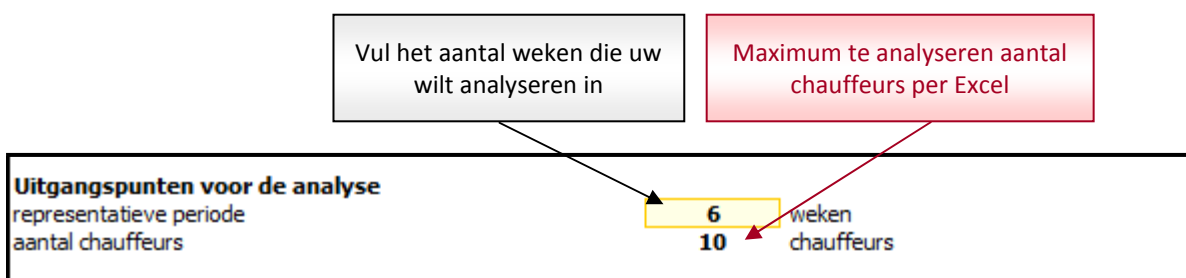 Vul het aantal weken die uw
wilt analyseren in
Maximum te analyseren aantal
chauffeurs per Excel
Uitgangspunten voor de analyse
representatieve periode 6 weken
aantal chauffeurs 10 chauffeurs